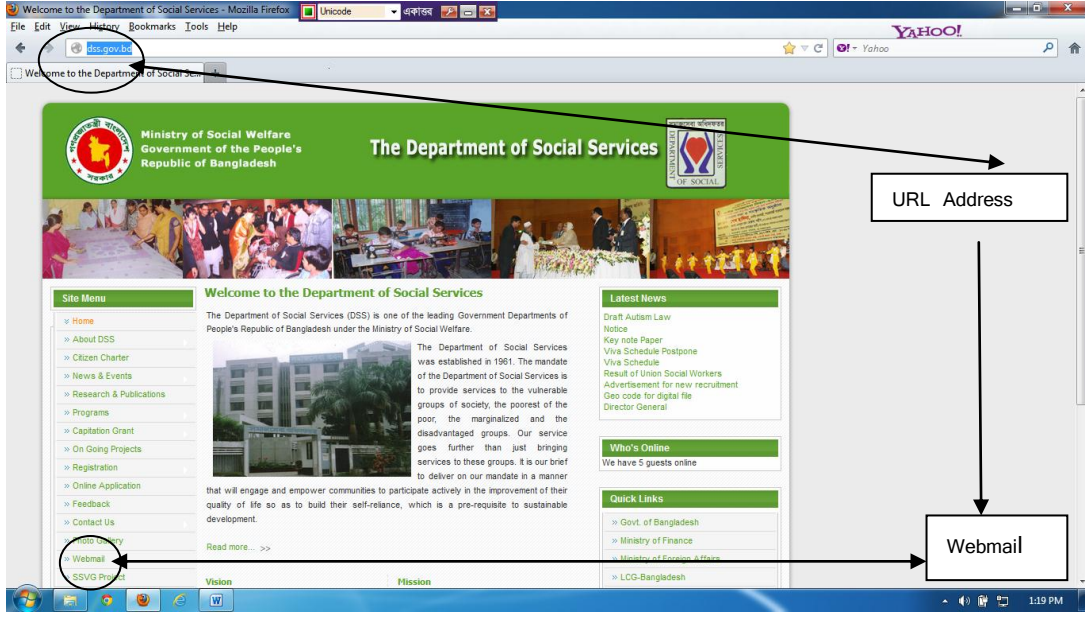 Welcome to the Department of Social Services - Mozilla Firefox
Unicode
একাত্তর
File Edit View History Bookmarks Tools Help
YAHOO!
dss.gov.bd
Yahoo
Welcome to the Department of Social Se...
Ministry of Social Welfare
Government of the People's
Republic of Bangladesh
The Department of Social Services
DEPARTMENT
OF SOCIAL
SERVICES
URL Address
Site Menu
» Home
» About DSS
» Citizen Charter
» News & Events
» Research & Publications
» Programs
» Capitation Grant
» On Going Projects
» Registration
» Online Application
» Feedback
» Contact Us
» Photo Gallery
» Webmail
» SSVG Project
Welcome to the Department of Social Services
The Department of Social Services (DSS) is one of the leading Government Departments of
People's Republic of Bangladesh under the Ministry of Social Welfare.
The Department of Social Services
was established in 1961. The mandate
of the Department of Social Services is
to provide services to the vulnerable
groups of society, the poorest of the
poor, the marginalized and the
disadvantaged groups. Our service
goes further than just bringing
services to these groups. It is our brief
to deliver on our mandate in a manner
that will engage and empower communities to participate actively in the improvement of their
quality of life so as to build their self-reliance, which is a pre-requisite to sustainable
development.
Read more... >>
Vision
Mission
Latest News
Draft Autism Law
Notice
Key note Paper
Viva Schedule Postpone
Viva Schedule
Result of Union Social Workers
Advertisement for new recruitment
Geo code for digital file
Director General
Who's Online
We have 5 guests online
Quick Links
» Govt. of Bangladesh
» Ministry of Finance
» Ministry of Foreign Affairs
» LCG-Bangladesh
Webmail
1:19 PM